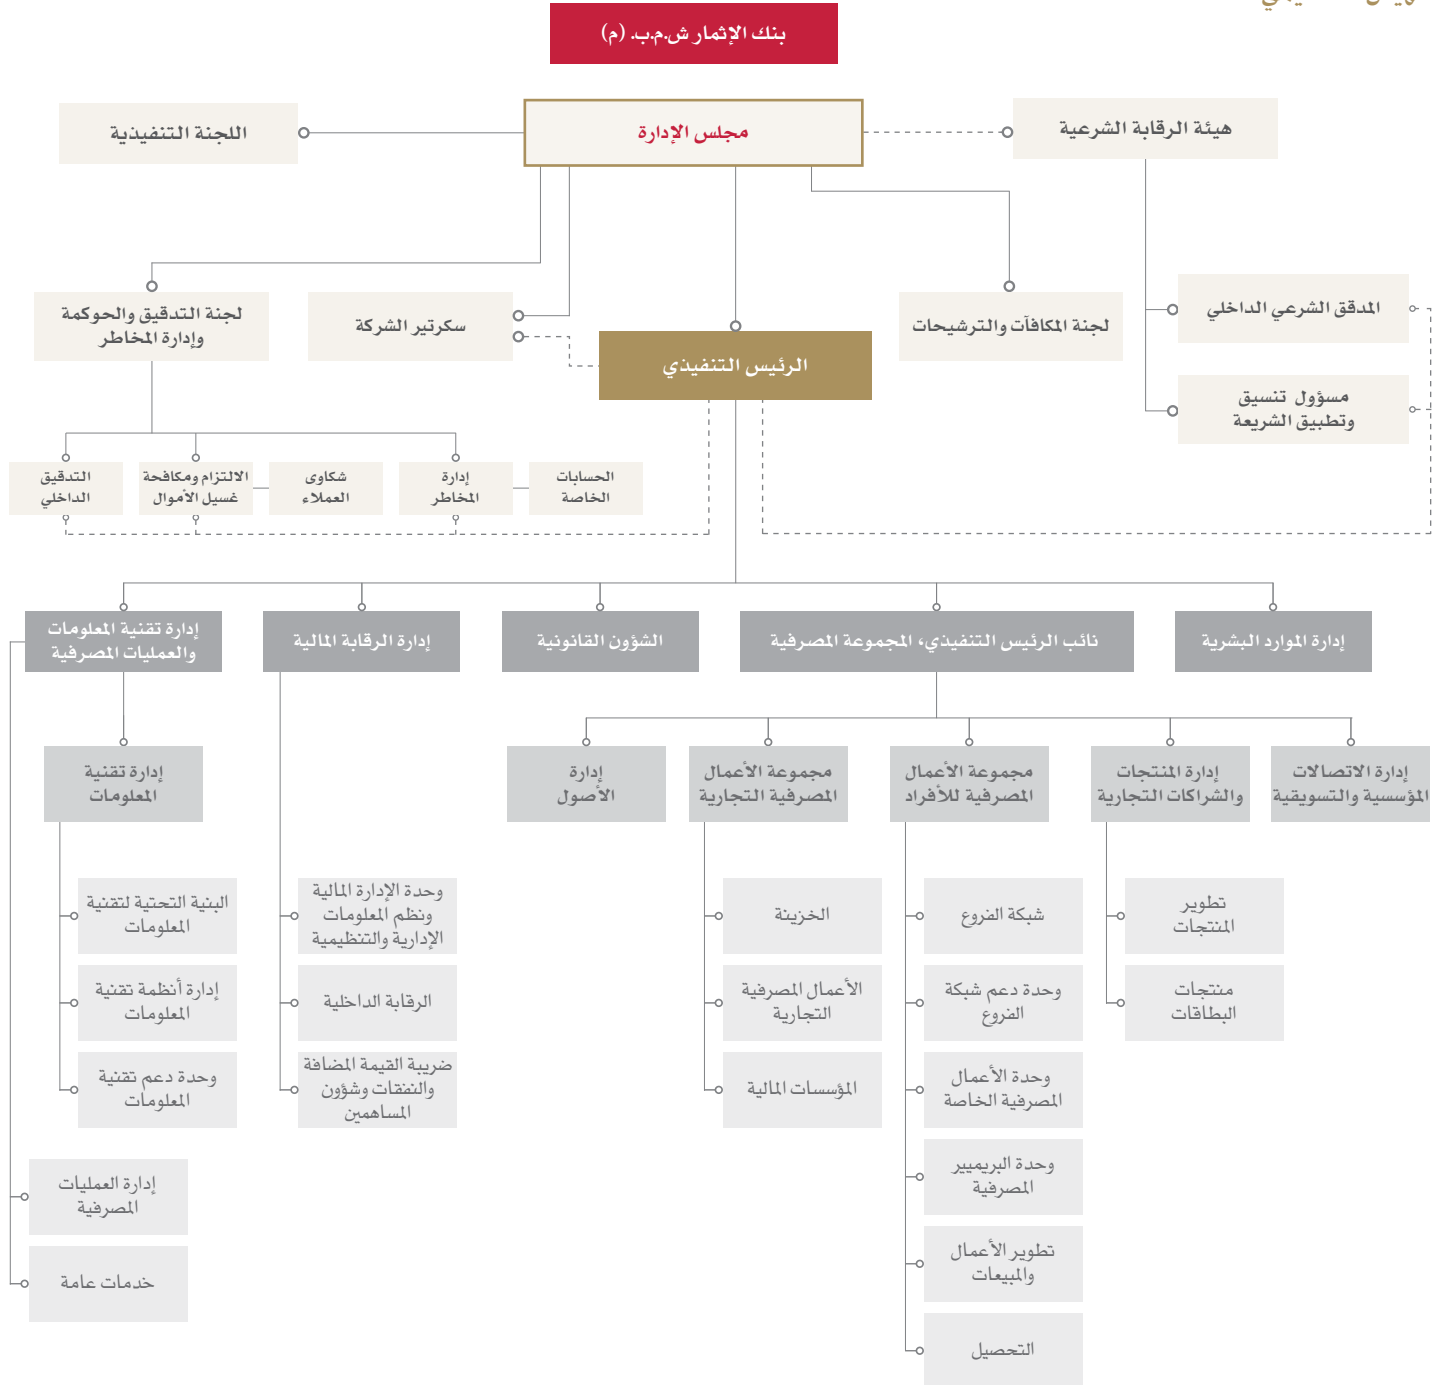 بنك الإثمار ش.م.ب. (م)
هيئة الرقابة الشرعية
مجلس الإدارة
اللجنة التنفيذية
المدقق الشرعي الداخلي
مسؤول تنسيق
وتطبيق الشريعة
لجنة المكافآت والترشيحات
سكرتير الشركة
لجنة التدقيق والحوكمة
وإدارة المخاطر
الرئيس التنفيذي
الحسابات
الخاصة
إدارة
المخاطر
شكاوى
العملاء
الالتزام ومكافحة
غسيل الأموال
التدقيق
الداخلي
إدارة الموارد البشرية
نائب الرئيس التنفيذي، المجموعة المصرفية
الشؤون القانونية
إدارة الرقابة المالية
إدارة تقنية المعلومات
والعمليات المصرفية
إدارة الاتصالات
المؤسسية والتسويقية
إدارة المنتجات
والشراكات التجارية
مجموعة الأعمال
المصرفية للأفراد
مجموعة الأعمال
المصرفية التجارية
إدارة
الأصول
إدارة تقنية
المعلومات
تطوير
المنتجات
منتجات
البطاقات
شبكة الفروع
وحدة دعم شبكة
الفروع
وحدة الأعمال
المصرفية الخاصة
وحدة البريميير
المصرفية
تطوير الأعمال
والمبيعات
التحصيل
الخزينة
الأعمال المصرفية
التجارية
المؤسسات المالية
وحدة الإدارة المالية
ونظم المعلومات
الإدارية والتنظيمية
الرقابة الداخلية
ضريبة القيمة المضافة
والنفقات وشؤون
المساهمين
البنية التحتية لتقنية
المعلومات
إدارة أنظمة تقنية
المعلومات
وحدة دعم تقنية
المعلومات
إدارة العمليات
المصرفية
خدمات عامة